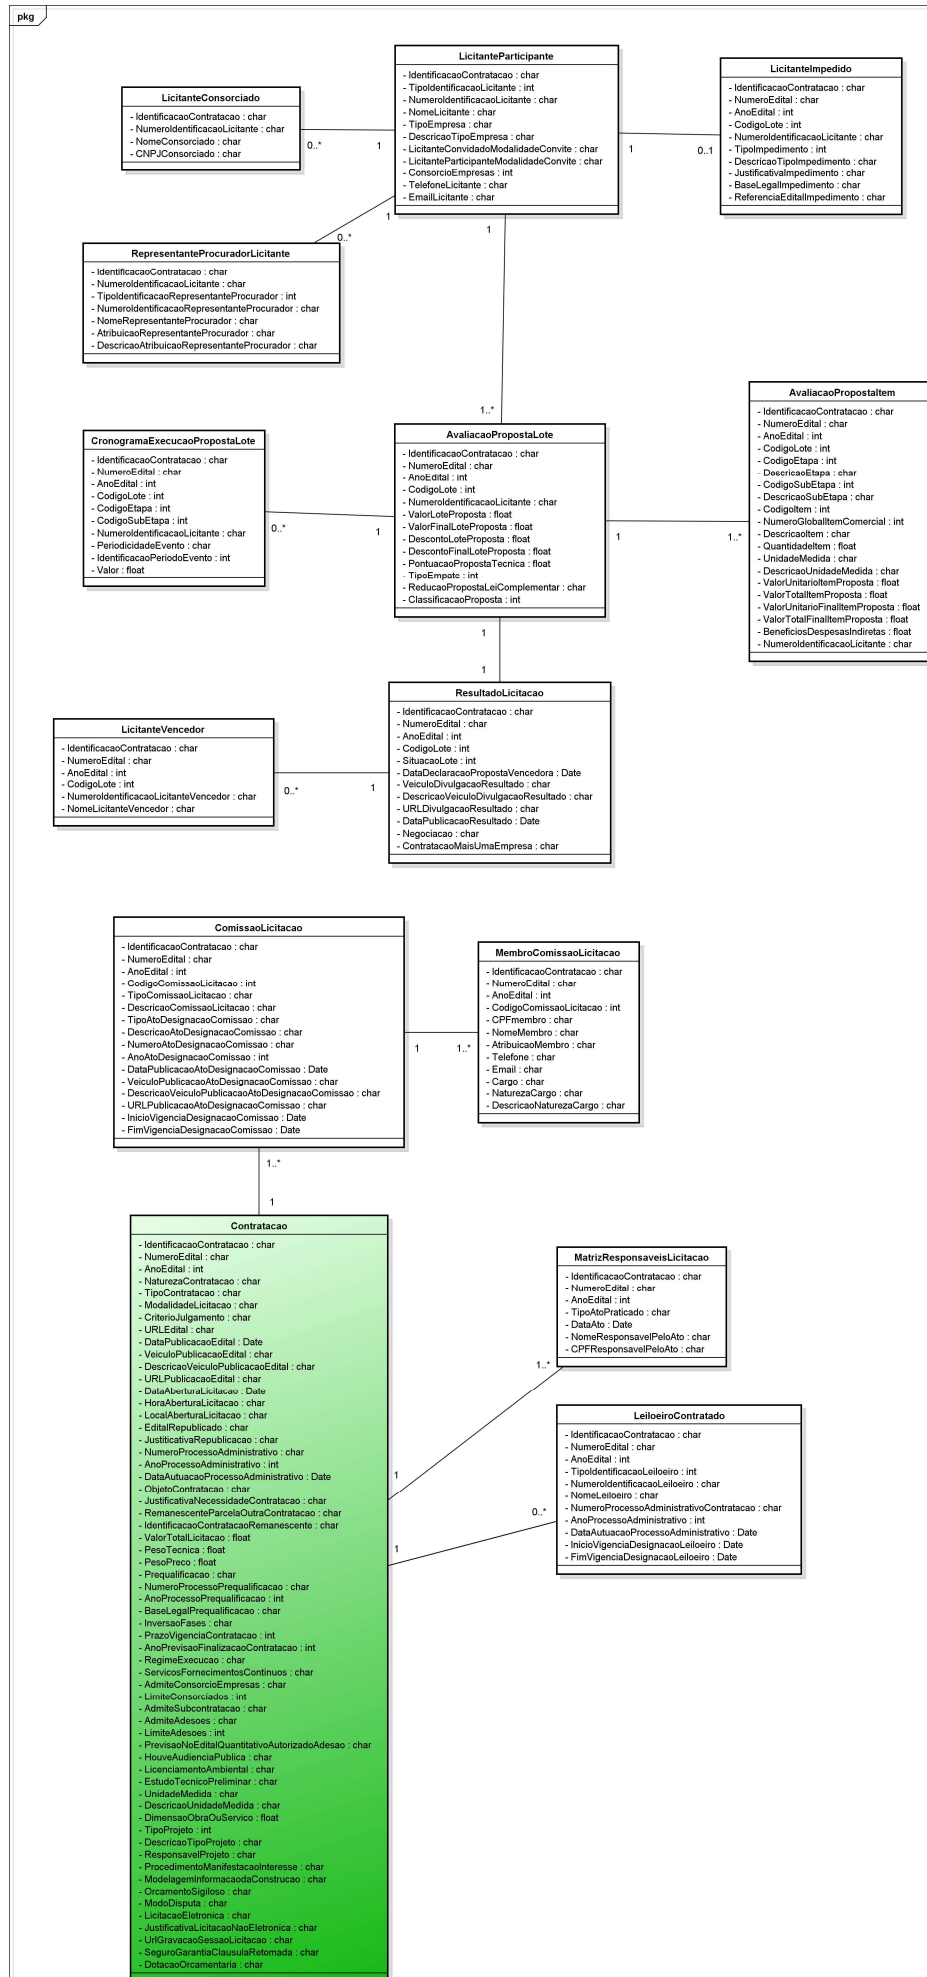 pkg
LicitanteParticipante
- IdentificacaoContratacao : char
- TipoIdentificacaoLicitante : int
- NumeroIdentificacaoLicitante : char
- NomeLicitante : char
- TipoEmpresa : char
- DescricaoTipoEmpresa : char
- LicitanteConvidadoModalidadeConvite : char
- LicitanteParticipanteModalidadeConvite : char
- ConsorcioEmpresas : int
- TelefoneLicitante : char
- EmailLicitante : char
LicitanteImpedido
- IdentificacaoContratacao : char
- NumeroEdital : char
- AnoEdital : int
- CodigoLote : int
- NumeroIdentificacaoLicitante : char
- TipoImpedimento : int
- DescricaoTipoImpedimento : char
- JustificativaImpedimento : char
- BaseLegalImpedimento : char
- ReferenciaEditalImpedimento : char
LicitanteConsorciado
- IdentificacaoContratacao : char
- NumeroIdentificacaoLicitante : char
- NomeConsorciado : char
- CNPJConsorciado : char
0..*
1
1
0..1
1
0..*
1
RepresentanteProcuradorLicitante
- IdentificacaoContratacao : char
- NumeroIdentificacaoLicitante : char
- TipoIdentificacaoRepresentanteProcurador : int
- NumeroIdentificacaoRepresentanteProcurador : char
- NomeRepresentanteProcurador : char
- AtribuicaoRepresentanteProcurador : char
- DescricaoAtribuicaoRepresentanteProcurador : char
1..*
AvaliacaoPropostaItem
- IdentificacaoContratacao : char
- NumeroEdital : char
- AnoEdital : int
- CodigoLote : int
- CodigoEtapa : int
- DescricaoEtapa : char
- CodigoSubEtapa : int
- DescricaoSubEtapa : char
- CodigoItem : int
- NumeroGlobalItemComercial : int
- DescricaoItem : char
- QuantidadeItem : float
- UnidadeMedida : char
- DescricaoUnidadeMedida : char
- ValorUnitarioItemProposta : float
- ValorTotalItemProposta : float
- ValorUnitarioFinalItemProposta : float
- ValorTotalFinalItemProposta : float
- BeneficiosDespesasIndiretas : float
- NumeroIdentificacaoLicitante : char
AvaliacaoPropostaLote
- IdentificacaoContratacao : char
- NumeroEdital : char
- AnoEdital : int
- CodigoLote : int
- NumeroIdentificacaoLicitante : char
- ValorLoteProposta : float
- ValorFinalLoteProposta : float
- DescontoLoteProposta : float
- DescontoFinalLoteProposta : float
- PontuacaoPropostaTecnica : float
- TipoEmpate : int
- ReducaoPropostaLeiComplementar : char
- ClassificacaoProposta : int
CronogramaExecucaoPropostaLote
- IdentificacaoContratacao : char
- NumeroEdital : char
- AnoEdital : int
- CodigoLote : int
- CodigoEtapa : int
- CodigoSubEtapa : int
- NumeroIdentificacaoLicitante : char
- PeriodicidadeEvento : char
- IdentificacaoPeriodoEvento : int
- Valor : float
0..*
1
1
1..*
1
1
ResultadoLicitacao
- IdentificacaoContratacao : char
- NumeroEdital : char
- AnoEdital : int
- CodigoLote : int
- SituacaoLote : int
- DataDeclaracaoPropostaVencedora : Date
- VeiculoDivulgacaoResultado : char
- DescricaoVeiculoDivulgacaoResultado : char
- URLDivulgacaoResultado : char
- DataPublicacaoResultado : Date
- Negociacao : char
- ContratacaoMaisUmaEmpresa : char
LicitanteVencedor
- IdentificacaoContratacao : char
- NumeroEdital : char
- AnoEdital : int
- CodigoLote : int
- NumeroIdentificacaoLicitanteVencedor : char
- NomeLicitanteVencedor : char
0..*
1
ComissaoLicitacao
- IdentificacaoContratacao : char
- NumeroEdital : char
- AnoEdital : int
- CodigoComissaoLicitacao : int
- TipoComissaoLicitacao : char
- DescricaoComissaoLicitacao : char
- TipoAtoDesignacaoComissao : char
- DescricaoAtoDesignacaoComissao : char
- NumeroAtoDesignacaoComissao : char
- AnoAtoDesignacaoComissao : int
- DataPublicacaoAtoDesignacaoComissao : Date
- VeiculoPublicacaoAtoDesignacaoComissao : char
- DescricaoVeiculoPublicacaoAtoDesignacaoComissao : char
- URLPublicacaoAtoDesignacaoComissao : char
- InicioVigenciaDesignacaoComissao : Date
- FimVigenciaDesignacaoComissao : Date
MembroComissaoLicitacao
- IdentificacaoContratacao : char
- NumeroEdital : char
- AnoEdital : int
- CodigoComissaoLicitacao : int
- CPFmembro : char
- NomeMembro : char
- AtribuicaoMembro : char
- Telefone : char
- Email : char
- Cargo : char
- NaturezaCargo : char
- DescricaoNaturezaCargo : char
1
1..*
1..*
1
Contratacao
- IdentificacaoContratacao : char
- NumeroEdital : char
- AnoEdital : int
- NaturezaContratacao : char
- TipoContratacao : char
- ModalidadeLicitacao : char
- CriterioJulgamento : char
- URLEdital : char
- DataPublicacaoEdital : Date
- VeiculoPublicacaoEdital : char
- DescricaoVeiculoPublicacaoEdital : char
- URLPublicacaoEdital : char
- DataAberturaLicitacao : Date
- HoraAberturaLicitacao : char
- LocalAberturaLicitacao : char
- EditalRepublicado : char
- JustificativaRepublicacao : char
- NumeroProcessoAdministrativo : char
- AnoProcessoAdministrativo : int
- DataAutuacaoProcessoAdministrativo : Date
- ObjetoContratacao : char
- JustificativaNecessidadeContratacao : char
- RemanescenteParcelaOutraContratacao : char
- IdentificacaoContratacaoRemanescente : char
- ValorTotalLicitacao : float
- PesoTecnica : float
- PesoPreco : float
- Prequalificacao : char
- NumeroProcessoPrequalificacao : char
- AnoProcessoPrequalificacao : int
- BaseLegalPrequalificacao : char
- InversaoFases : char
- PrazoVigenciaContratacao : int
- AnoPrevisaoFinalizacaoContratacao : int
- RegimeExecucao : char
- ServicosFornecimentosContinuos : char
- AdmiteConsorcioEmpresas : char
- LimiteConsorciados : int
- AdmiteSubcontratacao : char
- AdmiteAdesoes : char
- LimiteAdesoes : int
- PrevisaoNoEditalQuantitativoAutorizadoAdesao : char
- HouveAudienciaPublica : char
- LicenciamentoAmbiental : char
- EstudoTecnicoPreliminar : char
- UnidadeMedida : char
- DescricaoUnidadeMedida : char
- DimensaoObraOuServico : float
- TipoProjeto : int
- DescricaoTipoProjeto : char
- ResponsavelProjeto : char
- ProcedimentoManifestacaoInteresse : char
- ModelagemInformacaodaConstrucao : char
- OrcamentoSigiloso : char
- ModoDisputa : char
- LicitacaoEletronica : char
- JustificativaLicitacaoNaoEletronica : char
- UrlGravacaoSessaoLicitacao : char
- SeguroGarantiaClausulaRetomada : char
- DotacaoOrcamentaria : char
MatrizResponsaveisLicitacao
- IdentificacaoContratacao : char
- NumeroEdital : char
- AnoEdital : int
- TipoAtoPraticado : char
- DataAto : Date
- NomeResponsavelPeloAto : char
- CPFResponsavelPeloAto : char
1..*
1
LeiloeiroContratado
- IdentificacaoContratacao : char
- NumeroEdital : char
- AnoEdital : int
- TipoIdentificacaoLeiloeiro : int
- NumeroIdentificacaoLeiloeiro : char
- NomeLeiloeiro : char
- NumeroProcessoAdministrativoContratacao : char
- AnoProcessoAdministrativo : int
- DataAutuacaoProcessoAdministrativo : Date
- InicioVigenciaDesignacaoLeiloeiro : Date
- FimVigenciaDesignacaoLeiloeiro : Date
0..*
1